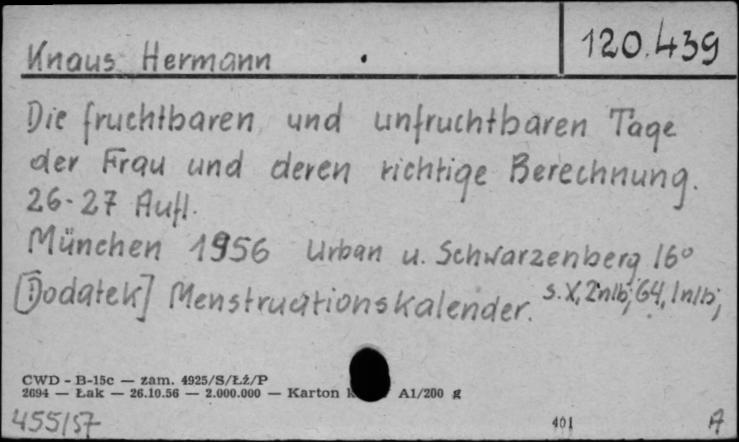 Knaus Hermann
120.439
Die fruchtbaren und unfruchtbaren Tage
der Frau und deren richtige Berechnung.
26-27 Aufl.
München 1956 Urban u. Schwarzenberg 16°
s. X, 2nlb; 64, 1nlb;
[Dodatek] Menstruationskalender.
CWD - B-15c — zam. 4925/S/Łż/P
2694 — Łak — 26.10.56 — 2.000.000 — Karton A1/200 g
455/57
401
A